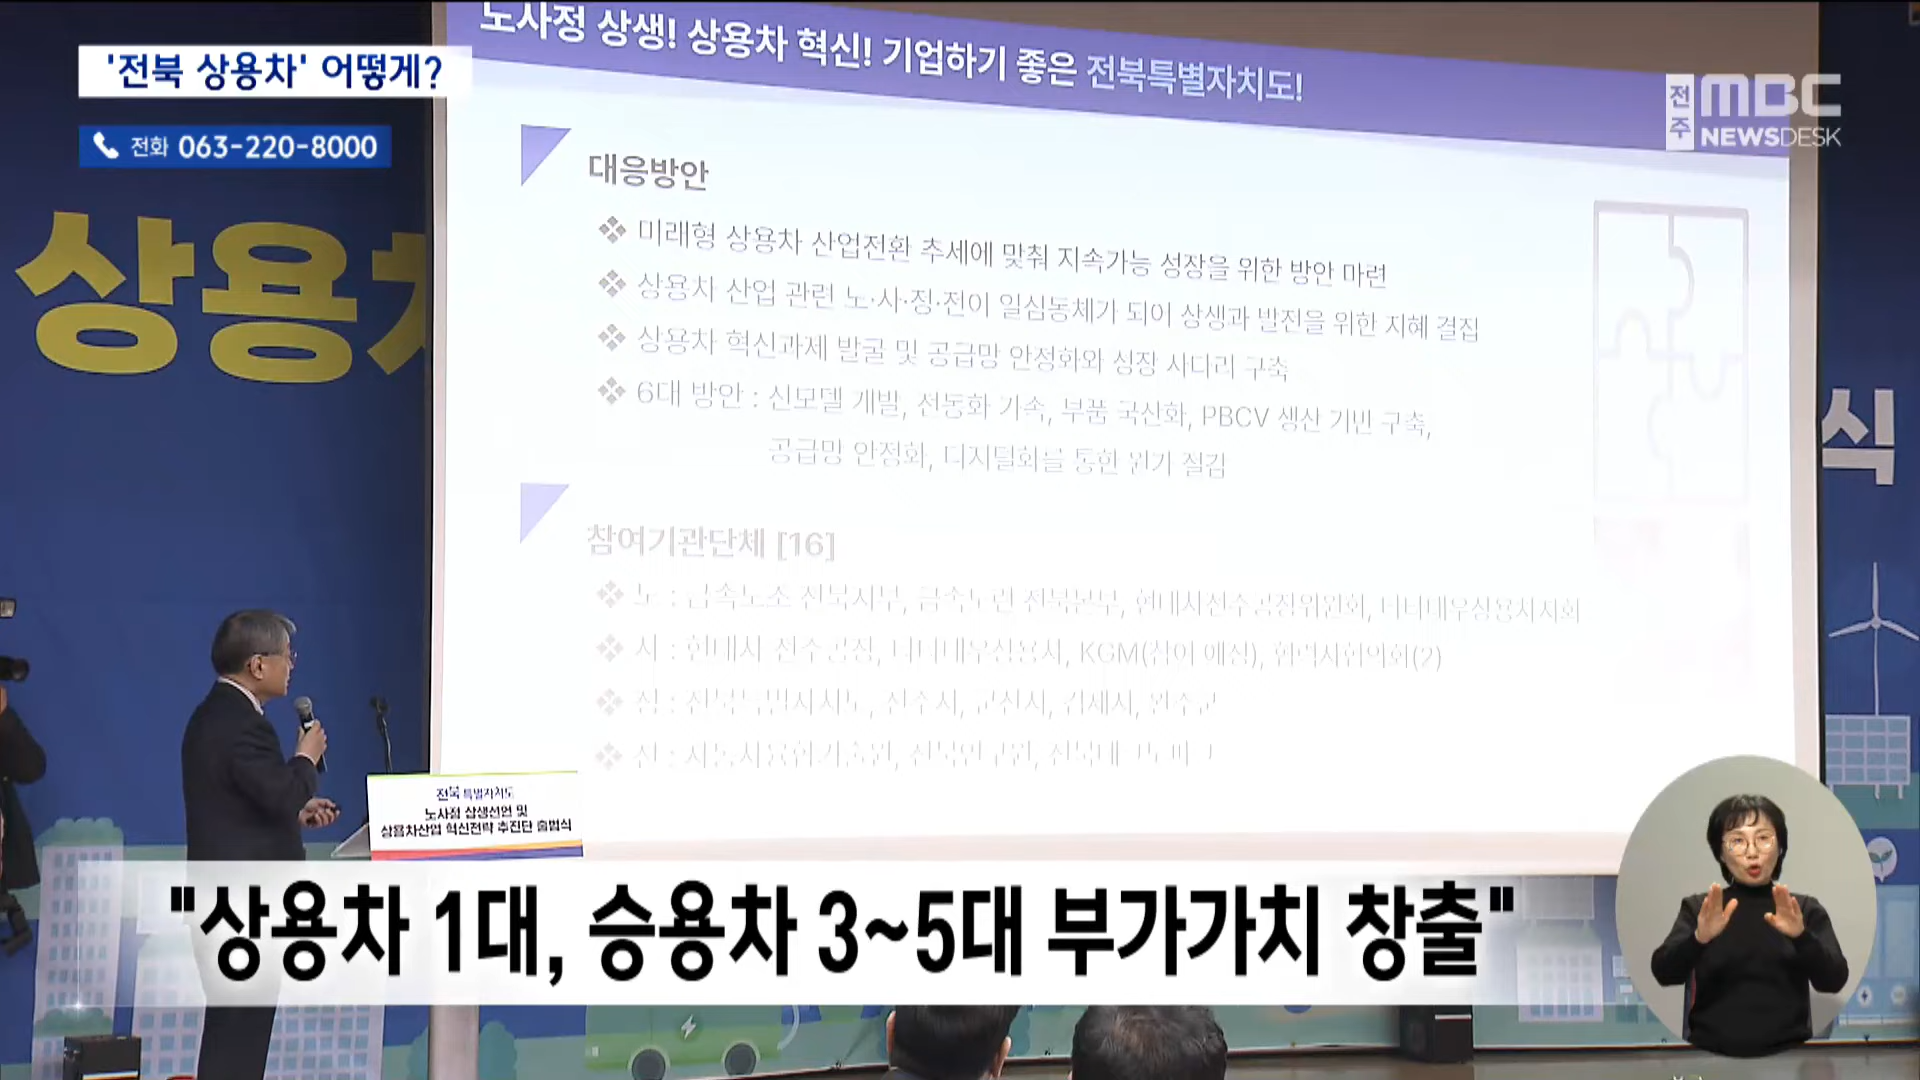 '전북 상용차' 어떻게?
전화 063-220-8000
전주 MBC
NEWSDESK
노사정 상생! 상용차 혁신! 기업하기 좋은 전북특별자치도!
대응방안
❖ 미래형 상용차 산업전환 추세에 맞춰 지속가능 성장을 위한 방안 마련
❖ 상용차 산업 관련 노·사·정·전이 일심동체가 되어 상생과 발전을 위한 지혜 결집
❖ 상용차 혁신과제 발굴 및 공급망 안정화와 성장 사다리 구축
❖ 6대 방안 : 신모델 개발, 전동화 가속, 부품 국산화, PBCV 생산 기반 구축,
공급망 안정화, 디지털화를 통한 원가 절감
참여기관단체 [16]
상용차
식
전북특별자치도
노사정 상생선언 및
상용차산업 혁신전략 추진단 출범식
"상용차 1대, 승용차 3~5대 부가가치 창출"